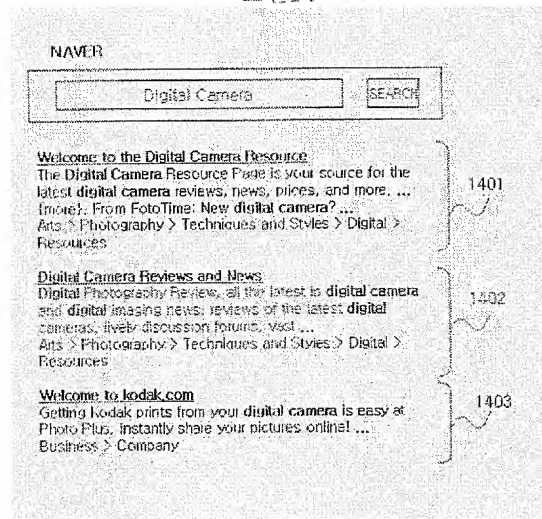 NAVER
Digital Camera SEARCH
Welcome to the Digital Camera Resource
The Digital Camera Resource Page is your source for the
latest digital camera reviews, news, prices, and more. ...
{more}. From FotoTime: New digital camera? ...
Arts > Photography > Techniques and Styles > Digital >
Resources
1401
Digital Camera Reviews and News
Digital Photography Review, all the latest in digital camera
and digital imaging news, reviews of the latest digital
cameras, lively discussion forums, vast ...
Arts > Photography > Techniques and Styles > Digital >
Resources
1402
Welcome to kodak.com
Getting Kodak prints from your digital camera is easy at
Photo Plus, instantly share your pictures online! ...
Business > Company
1403